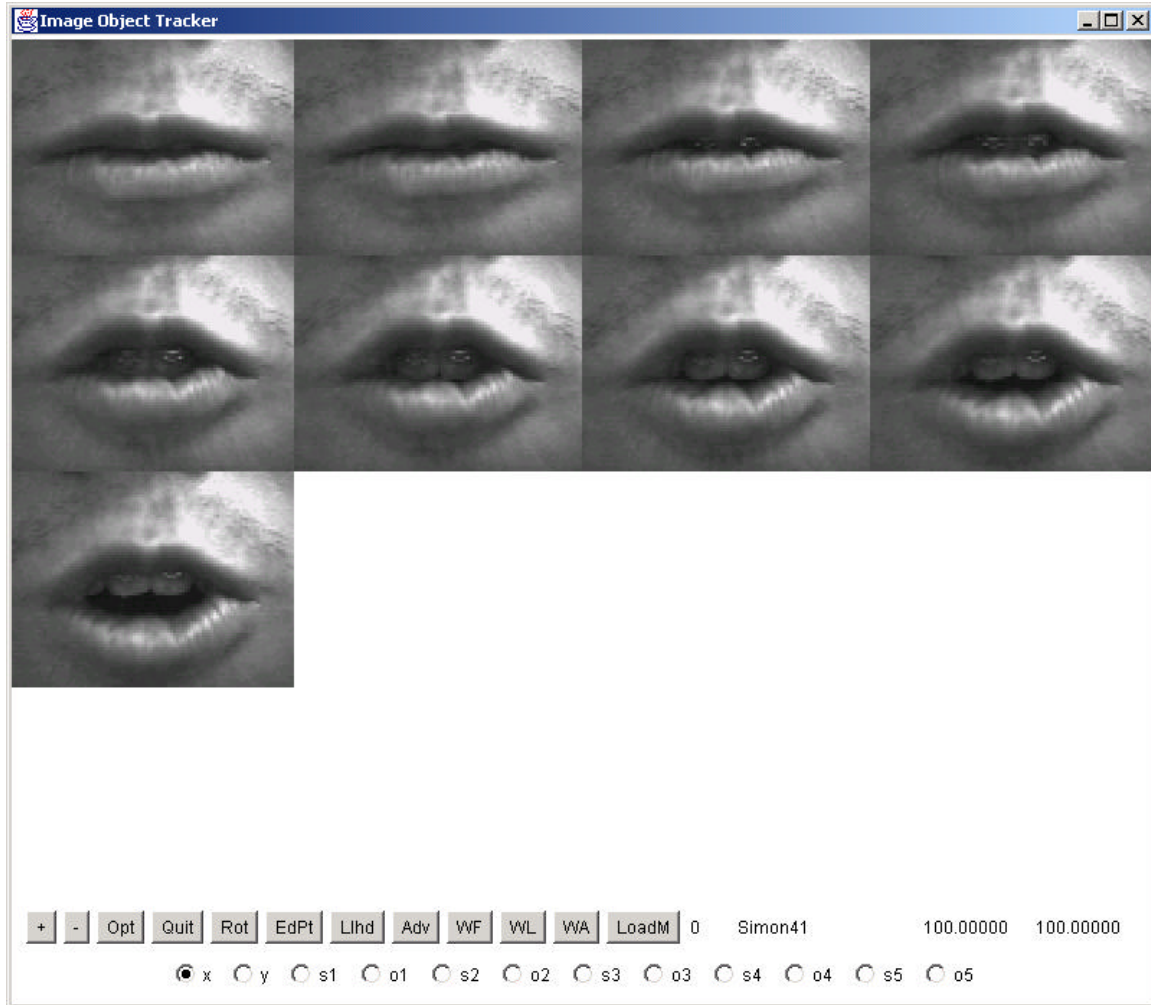 Image Object Tracker
+ - Opt Quit Rot EdPt Llhd Adv WF WL WA LoadM 0 Simon41 100.00000 100.00000
x y s1 o1 s2 o2 s3 o3 s4 o4 s5 o5